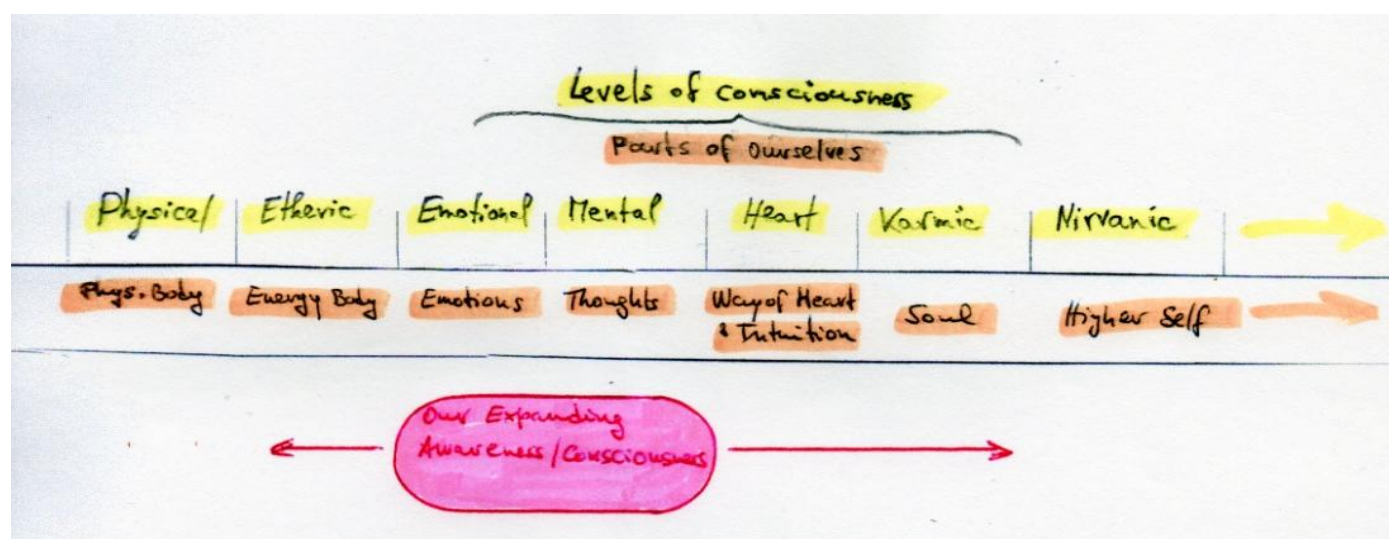 Levels of consciousness
Parts of Ourselves
Physical Etheric Emotional Mental Heart Karmic Nirvanic
Phys. Body Energy Body Emotions Thoughts Way of Heart & Intuition Soul Higher Self
Our Expanding
Awareness/Consciousness